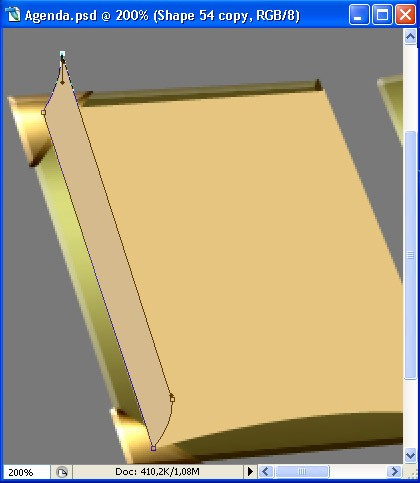 Agenda.psd @ 200% (Shape 54 copy, RGB/8)
200% Doc: 410,2K/1,08M